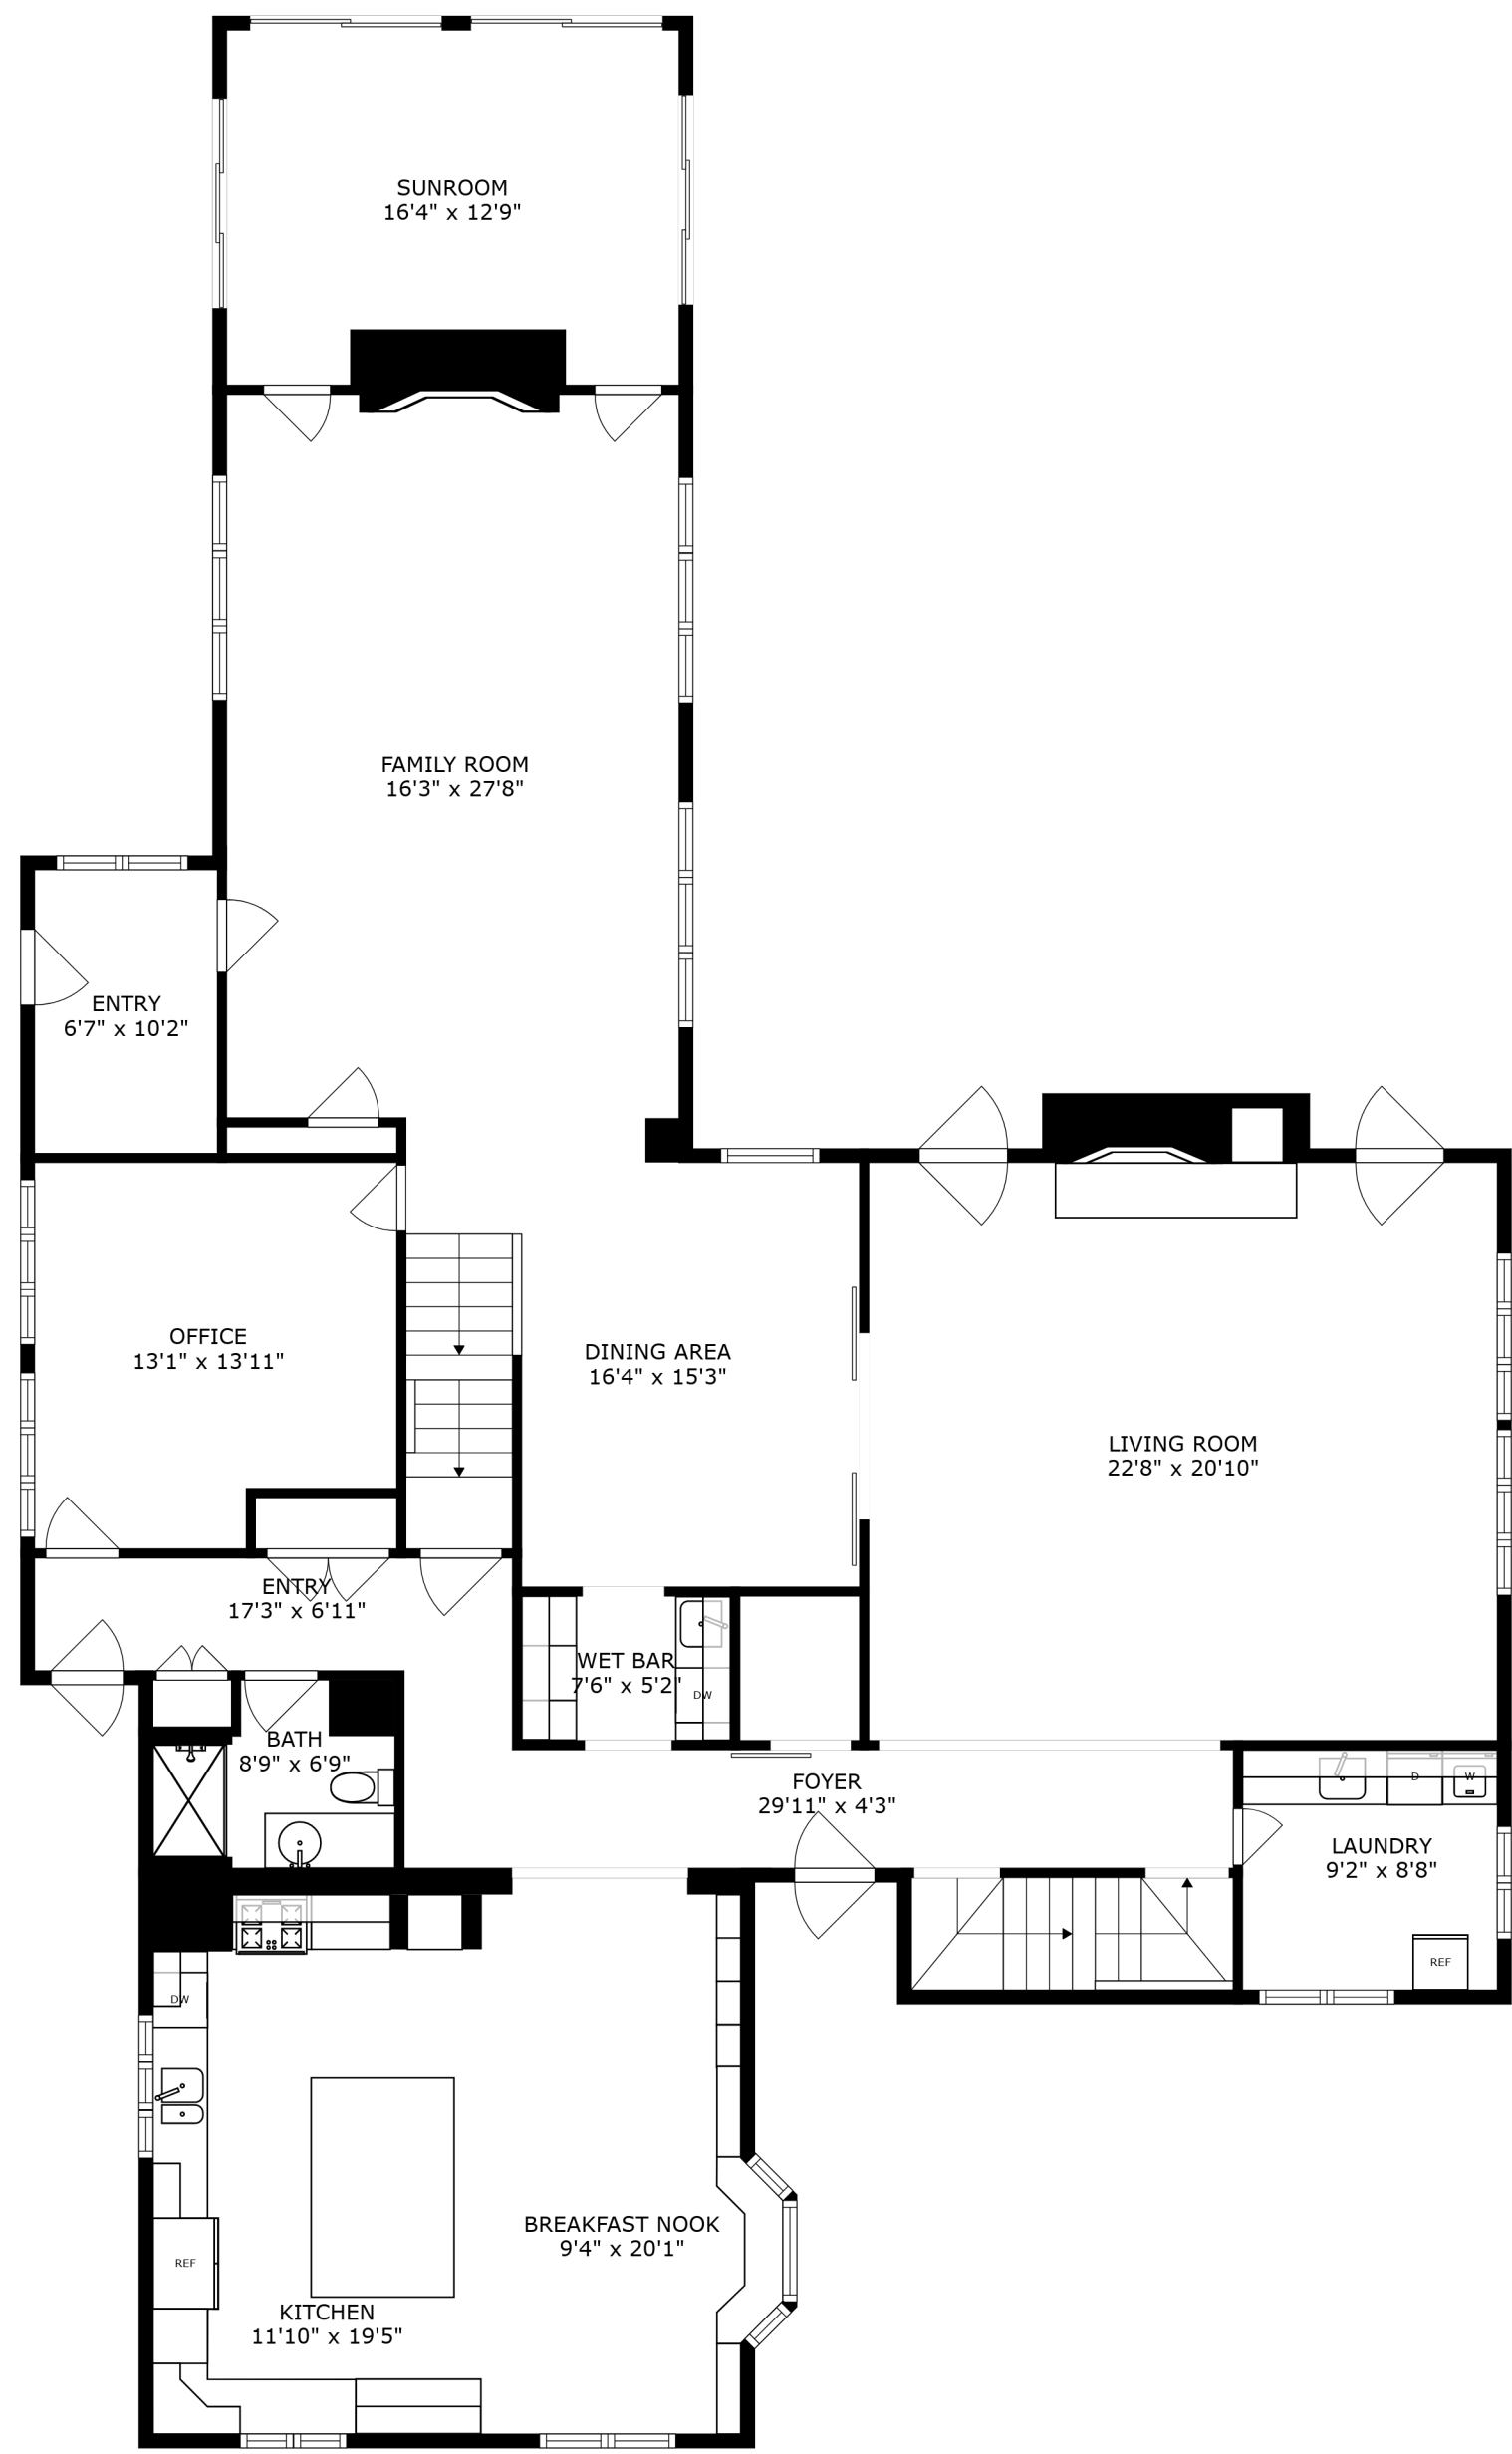 SUNROOM
16'4" x 12'9"
FAMILY ROOM
16'3" x 27'8"
ENTRY
6'7" x 10'2"
OFFICE
13'1" x 13'11"
DINING AREA
16'4" x 15'3"
LIVING ROOM
22'8" x 20'10"
ENTRY
17'3" x 6'11"
WET BAR
7'6" x 5'2"
DW
BATH
8'9" x 6'9"
FOYER
29'11" x 4'3"
D
W
LAUNDRY
9'2" x 8'8"
REF
DW
BREAKFAST NOOK
9'4" x 20'1"
REF
KITCHEN
11'10" x 19'5"